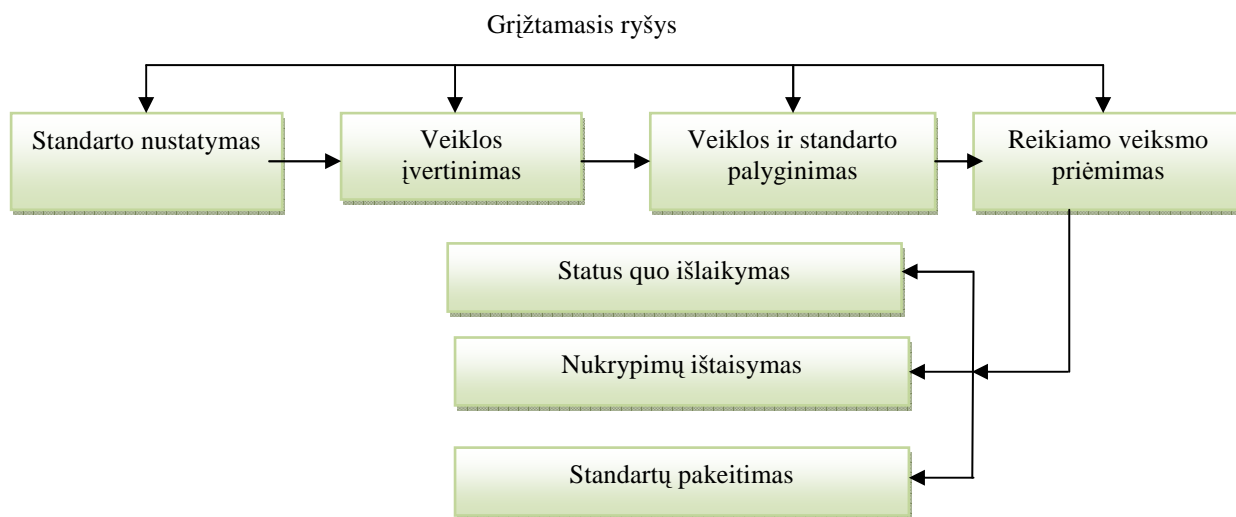 Grįžtamasis ryšys
Standarto nustatymas
Veiklos
įvertinimas
Veiklos ir standarto
palyginimas
Reikiamo veiksmo
priėmimas
Status quo išlaikymas
Nukrypimų ištaisymas
Standartų pakeitimas